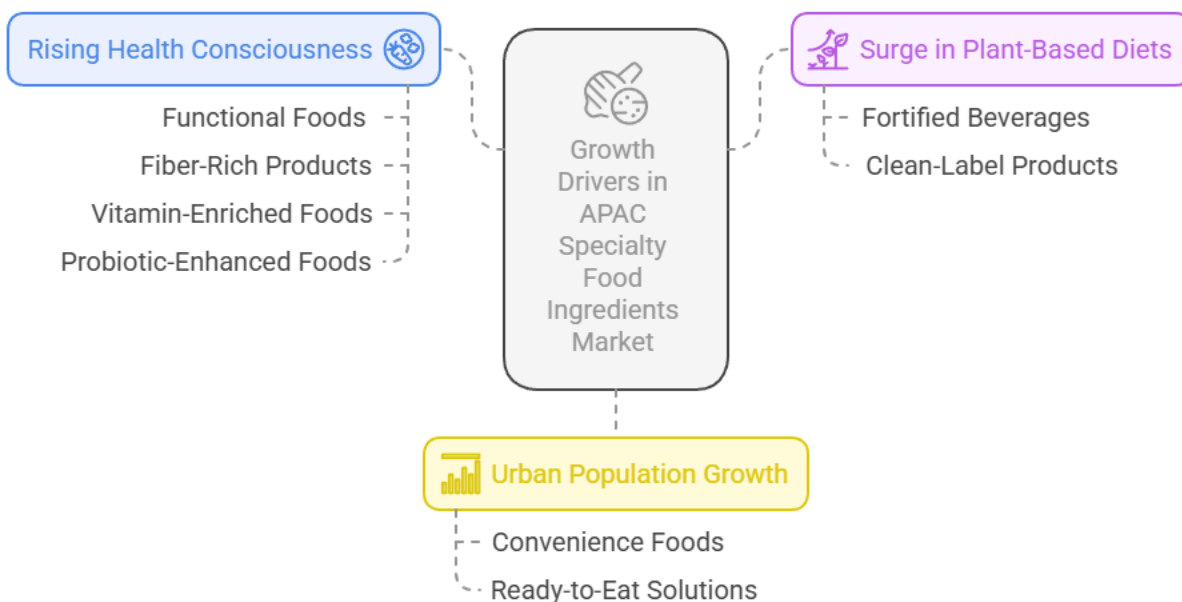 Rising Health Consciousness
Functional Foods
Fiber-Rich Products
Vitamin-Enriched Foods
Probiotic-Enhanced Foods
Growth
Drivers in
APAC
Specialty
Food
Ingredients
Market
Surge in Plant-Based Diets
Fortified Beverages
Clean-Label Products
Urban Population Growth
Convenience Foods
Ready-to-Eat Solutions